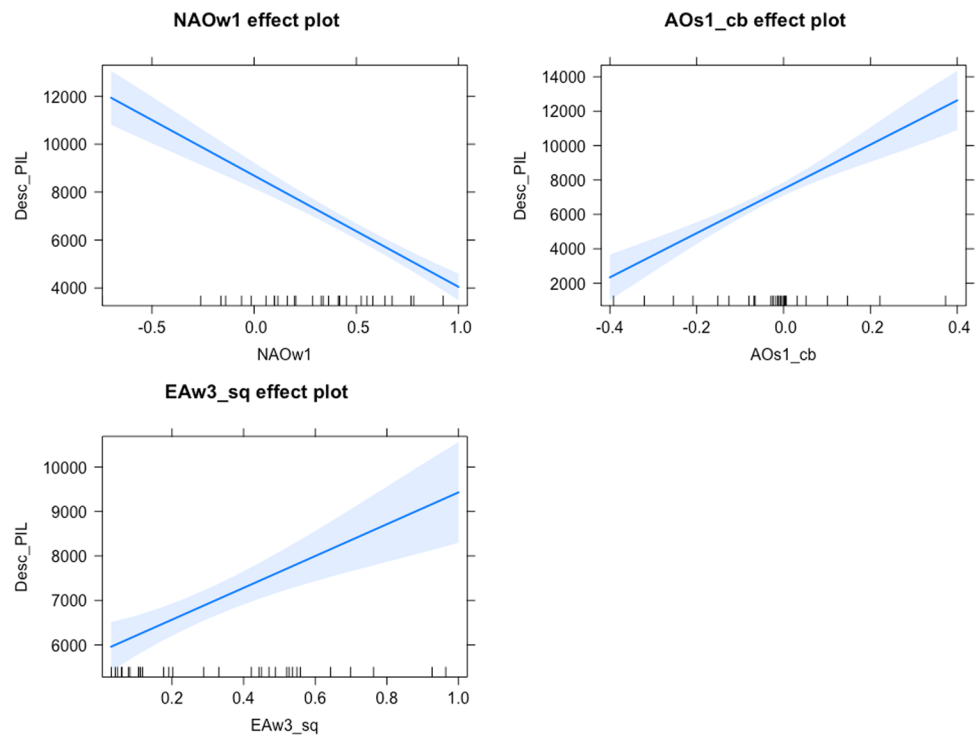 NAOw1 effect plot
12000
10000
8000
6000
4000
Desc_PIL
-0.5 0.0 0.5 1.0
NAOw1
AOs1_cb effect plot
14000
12000
10000
8000
6000
4000
2000
Desc_PIL
-0.4 -0.2 0.0 0.2 0.4
AOs1_cb
EAw3_sq effect plot
10000
9000
8000
7000
6000
Desc_PIL
0.2 0.4 0.6 0.8 1.0
EAw3_sq